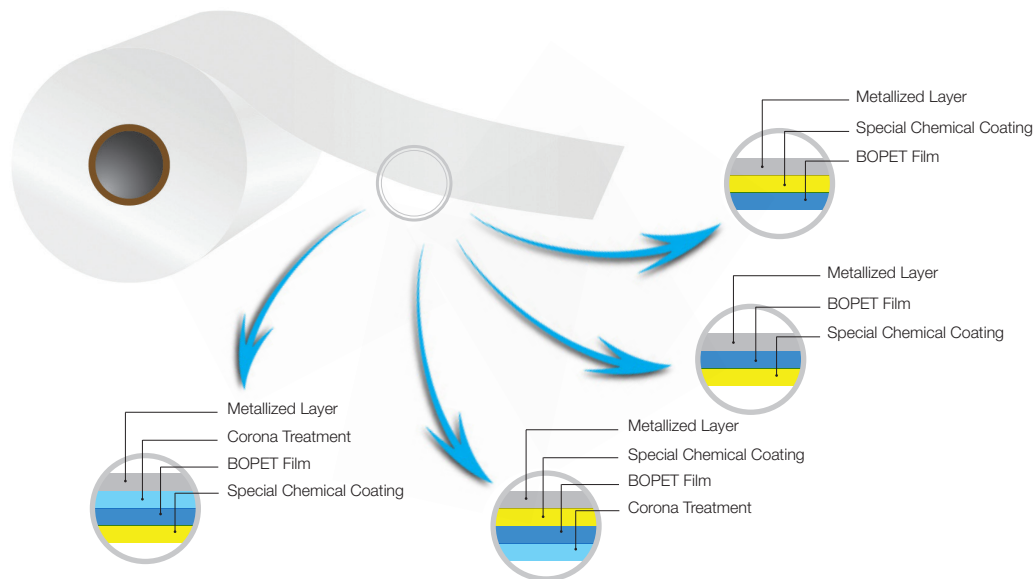 Metallized Layer
Special Chemical Coating
BOPET Film
Metallized Layer
BOPET Film
Special Chemical Coating
Metallized Layer
Corona Treatment
BOPET Film
Special Chemical Coating
Metallized Layer
Special Chemical Coating
BOPET Film
Corona Treatment